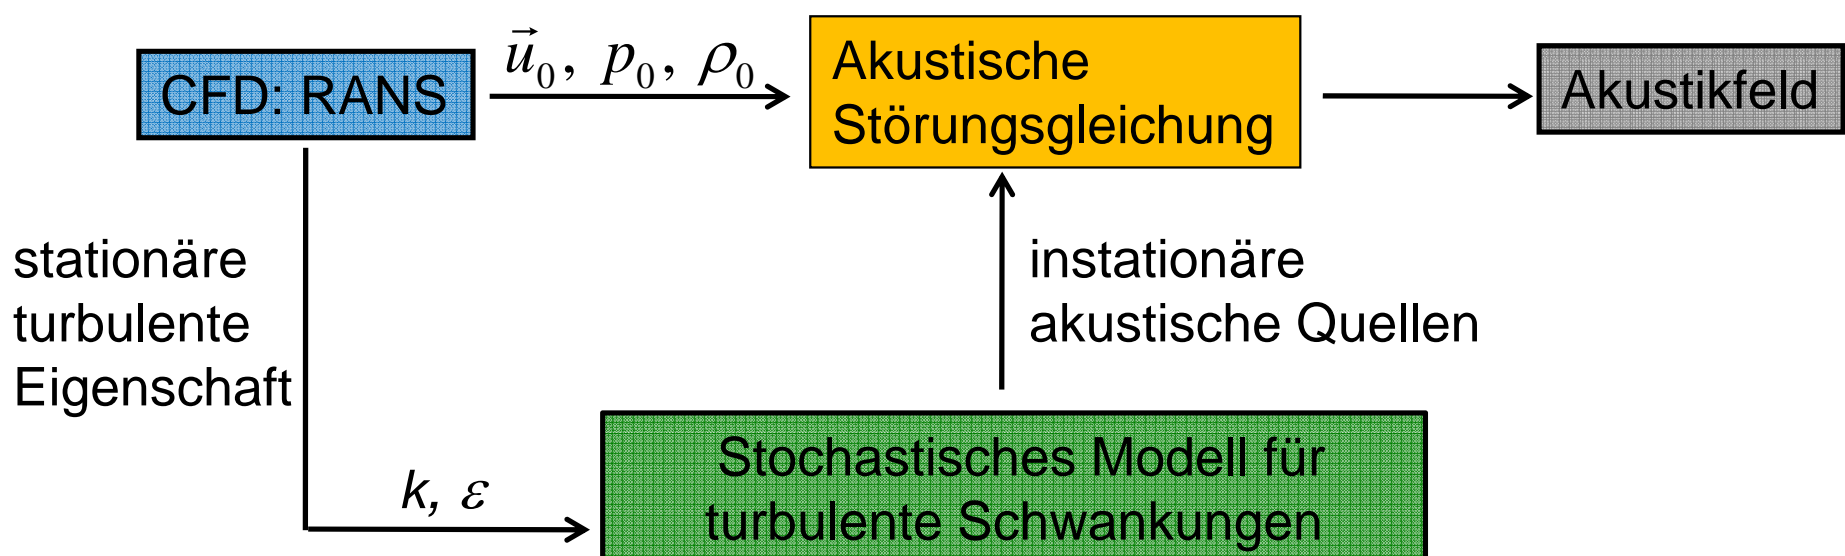 CFD: RANS
u⃗₀, p₀, ρ₀
Akustische
Störungsgleichung
Akustikfeld
stationäre
turbulente
Eigenschaft
instationäre
akustische Quellen
k, ε
Stochastisches Modell für
turbulente Schwankungen